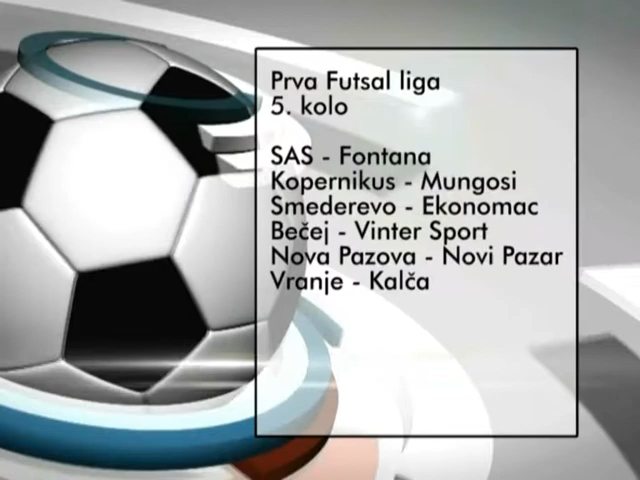 Prva Futsal liga
5. kolo
SAS - Fontana
Kopernikus - Mungosi
Smederevo - Ekonomac
Bečej - Vinter Sport
Nova Pazova - Novi Pazar
Vranje - Kalča